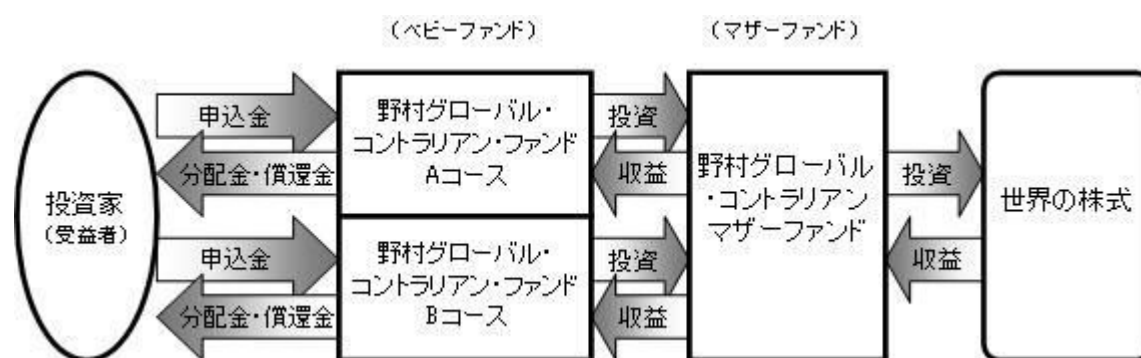 （ベビーファンド）
（マザーファンド）
投資家
（受益者）
申込金
分配金・償還金
申込金
分配金・償還金
野村グローバル・
コントラリアン・ファンド
Aコース
野村グローバル・
コントラリアン・ファンド
Bコース
投資
収益
投資
収益
野村グローバル
・コントラリアン
マザーファンド
投資
収益
世界の株式